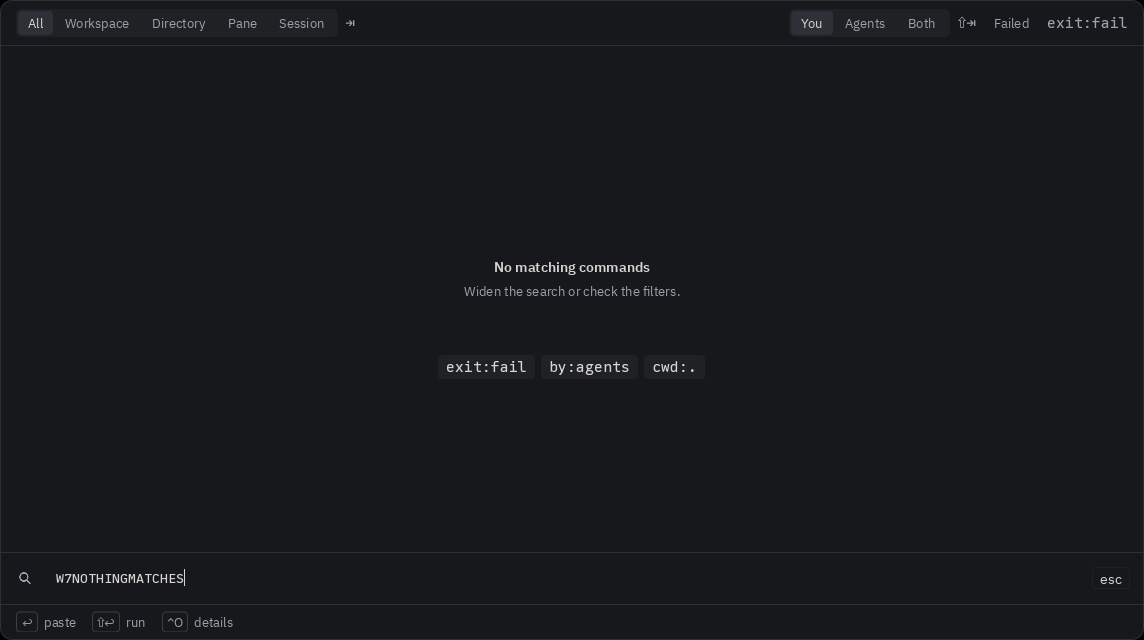 All Workspace Directory Pane Session ⇥ You Agents Both ⇧⇥ Failed exit:fail
No matching commands
Widen the search or check the filters.
exit:fail by:agents cwd:.
W7NOTHINGMATCHES esc
↩ paste ⇧↩ run ^O details